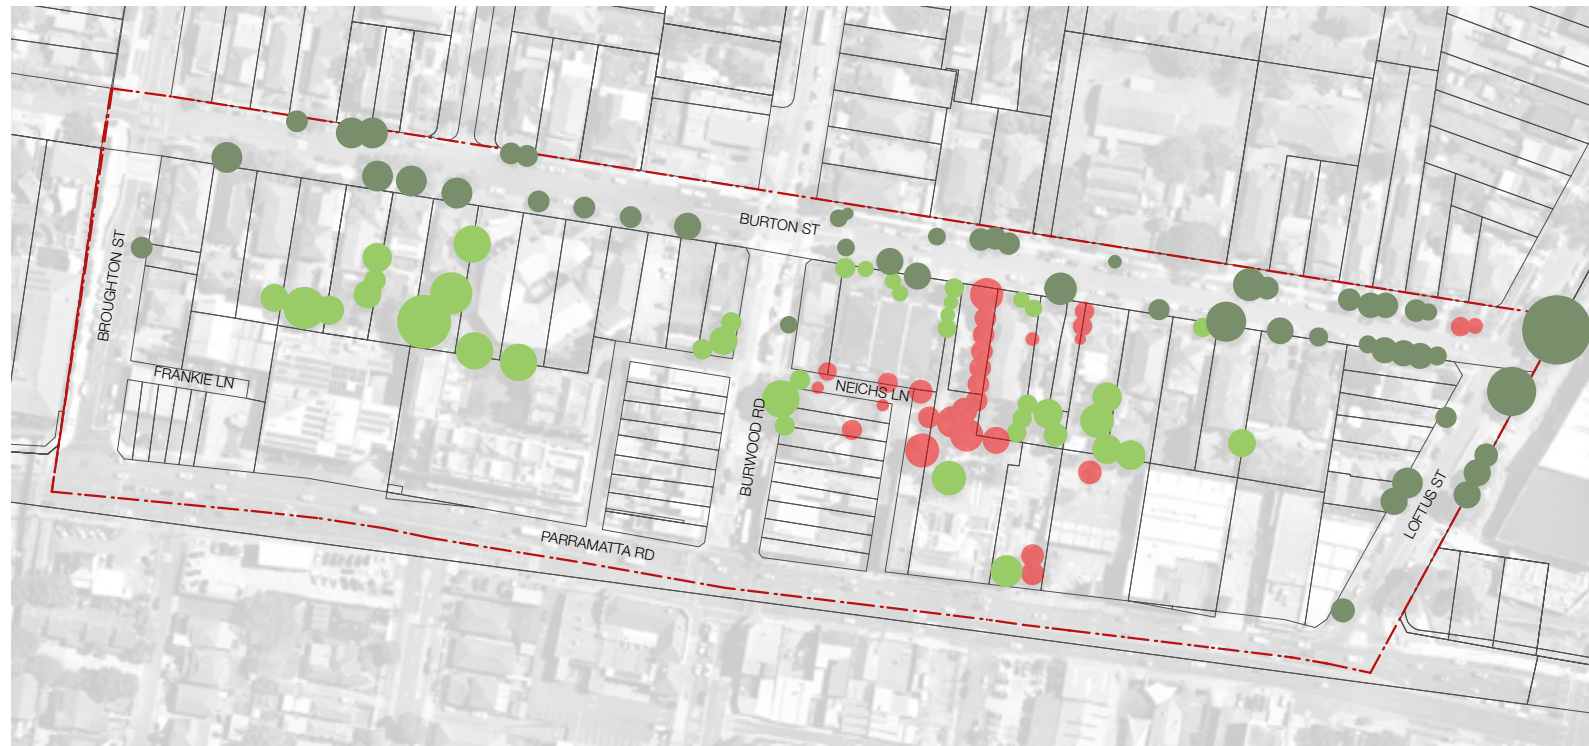 BURTON ST
BROUGHTON ST
FRANKIE LN
NEICHS LN
BURWOOD RD
LOFTUS ST
PARRAMATTA RD